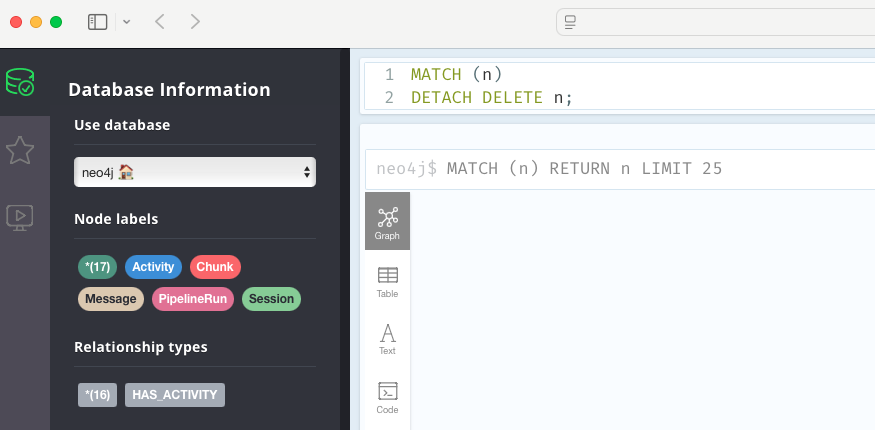 Database Information
Use database
neo4j
Node labels
*(17) Activity Chunk
Message PipelineRun Session
Relationship types
*(16) HAS_ACTIVITY
1 MATCH (n)
2 DETACH DELETE n;
neo4j$ MATCH (n) RETURN n LIMIT 25
Graph
Table
A
Text
Code